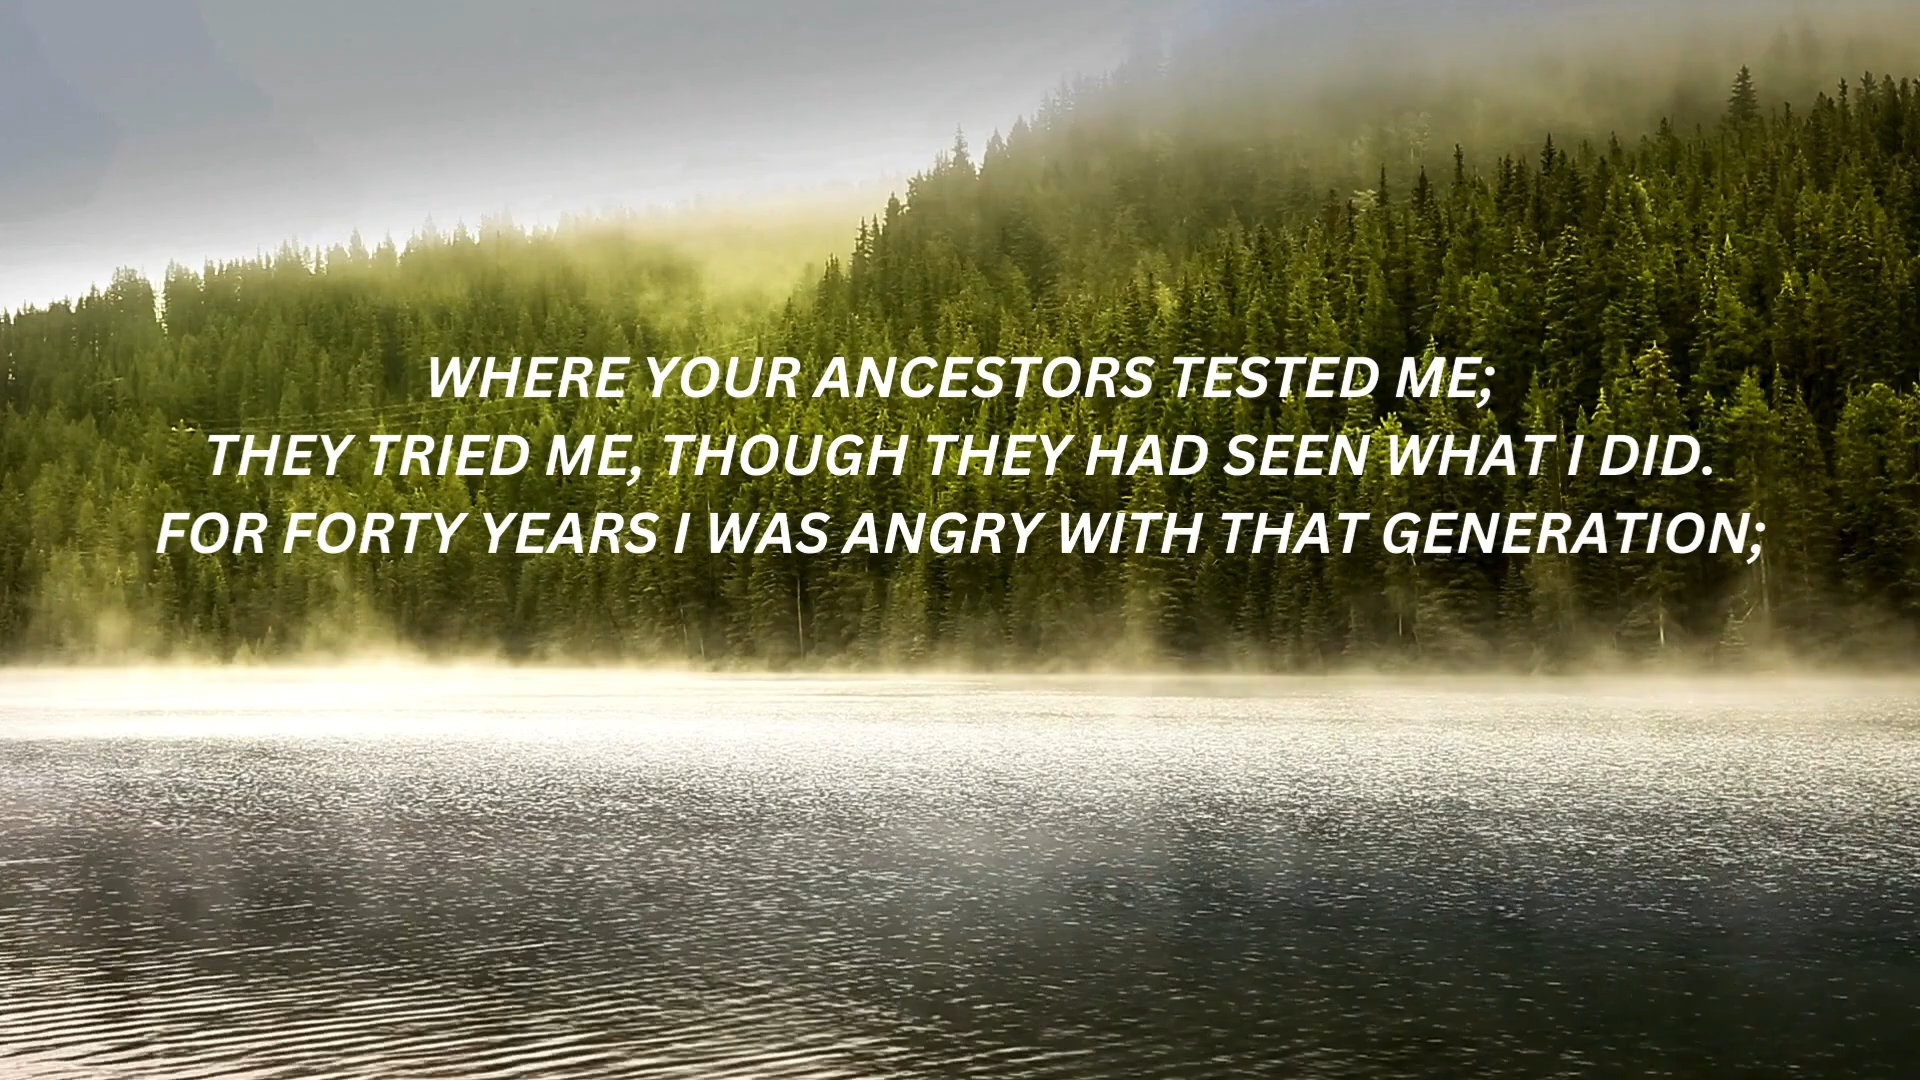 WHERE YOUR ANCESTORS TESTED ME;
THEY TRIED ME, THOUGH THEY HAD SEEN WHAT I DID.
FOR FORTY YEARS I WAS ANGRY WITH THAT GENERATION;